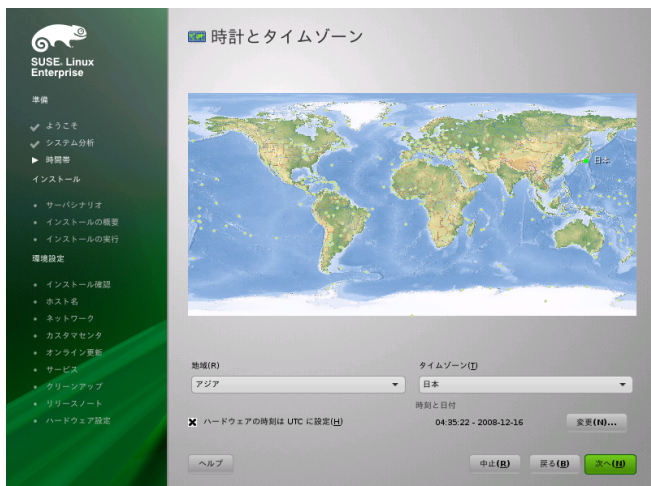 SUSE. Linux
Enterprise
準備
ようこそ
システム分析
時間帯
インストール
サーバシナリオ
インストールの概要
インストールの実行
環境設定
インストール確認
ホスト名
ネットワーク
カスタマセンタ
オンライン更新
サービス
クリーンアップ
リリースノート
ハードウェア設定
時計とタイムゾーン
日本
地域(R)
アジア
タイムゾーン(T)
日本
時刻と日付
ハードウェアの時刻は UTC に設定(H)
04:35:22 - 2008-12-16
変更(N)...
ヘルプ
中止(R)
戻る(B)
次へ(N)